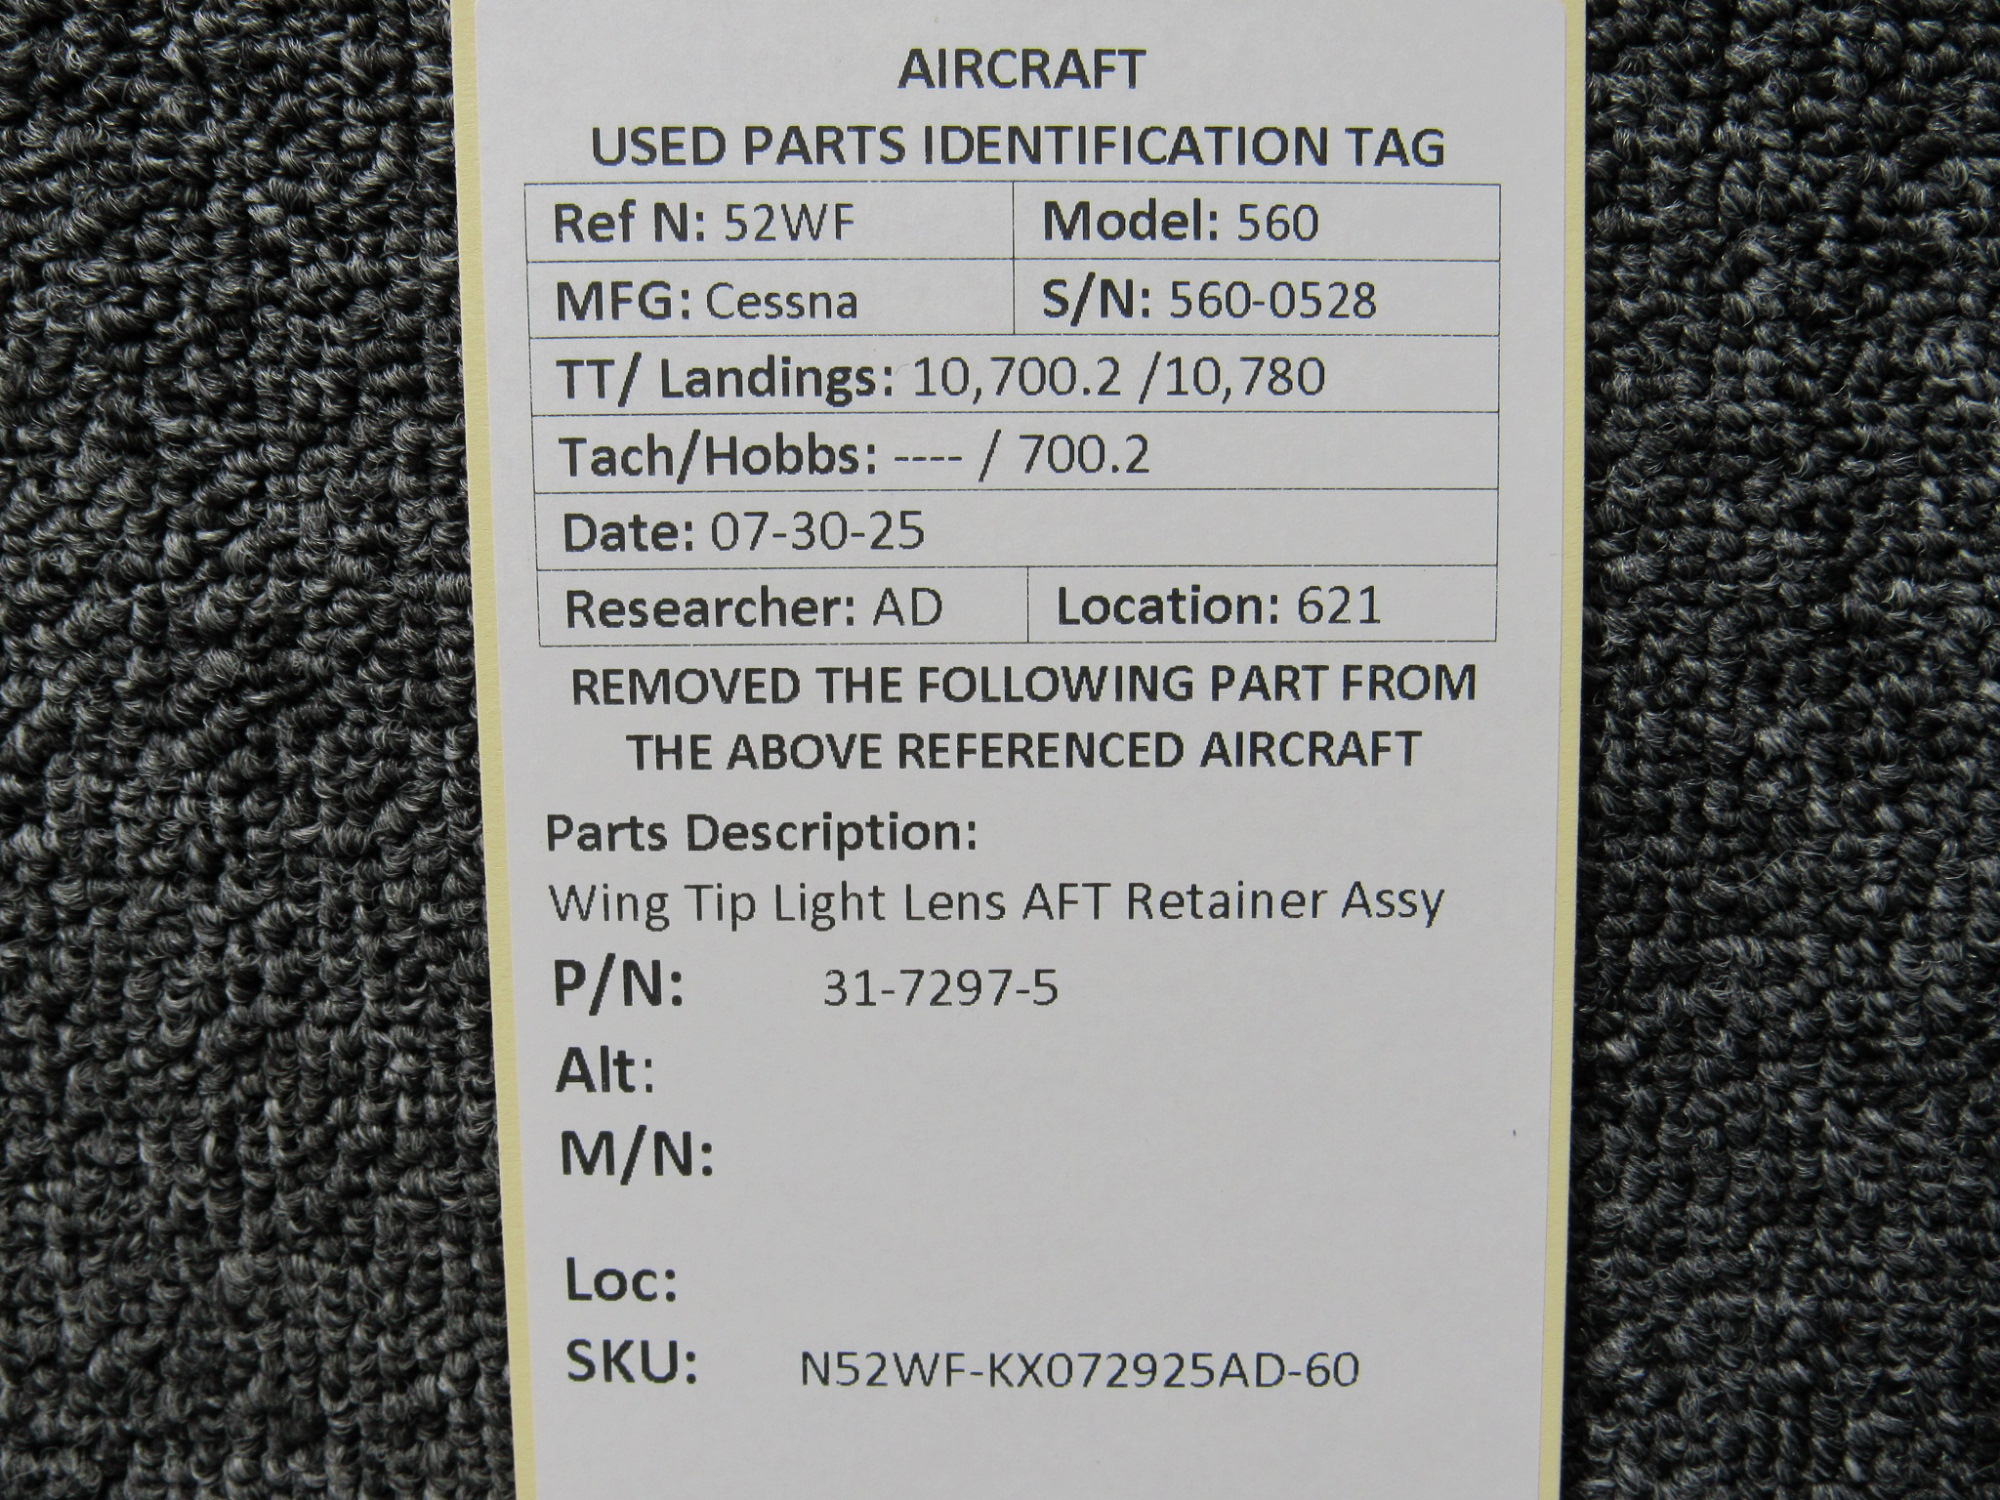 AIRCRAFT
USED PARTS IDENTIFICATION TAG
Ref N: 52WF Model: 560
MFG: Cessna S/N: 560-0528
TT/ Landings: 10,700.2 /10,780
Tach/Hobbs: ---- / 700.2
Date: 07-30-25
Researcher: AD Location: 621
REMOVED THE FOLLOWING PART FROM
THE ABOVE REFERENCED AIRCRAFT
Parts Description:
Wing Tip Light Lens AFT Retainer Assy
P/N: 31-7297-5
Alt:
M/N:
Loc:
SKU: N52WF-KX072925AD-60